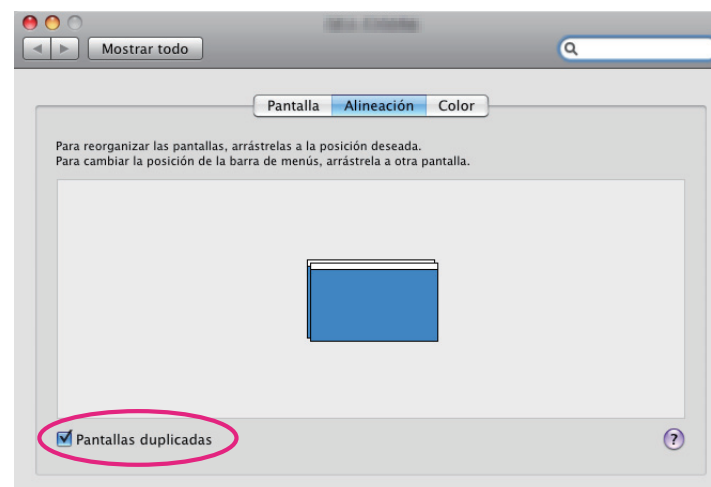 Mostrar todo
Pantalla Alineación Color
Para reorganizar las pantallas, arrástrelas a la posición deseada.
Para cambiar la posición de la barra de menús, arrástrela a otra pantalla.
Pantallas duplicadas
?